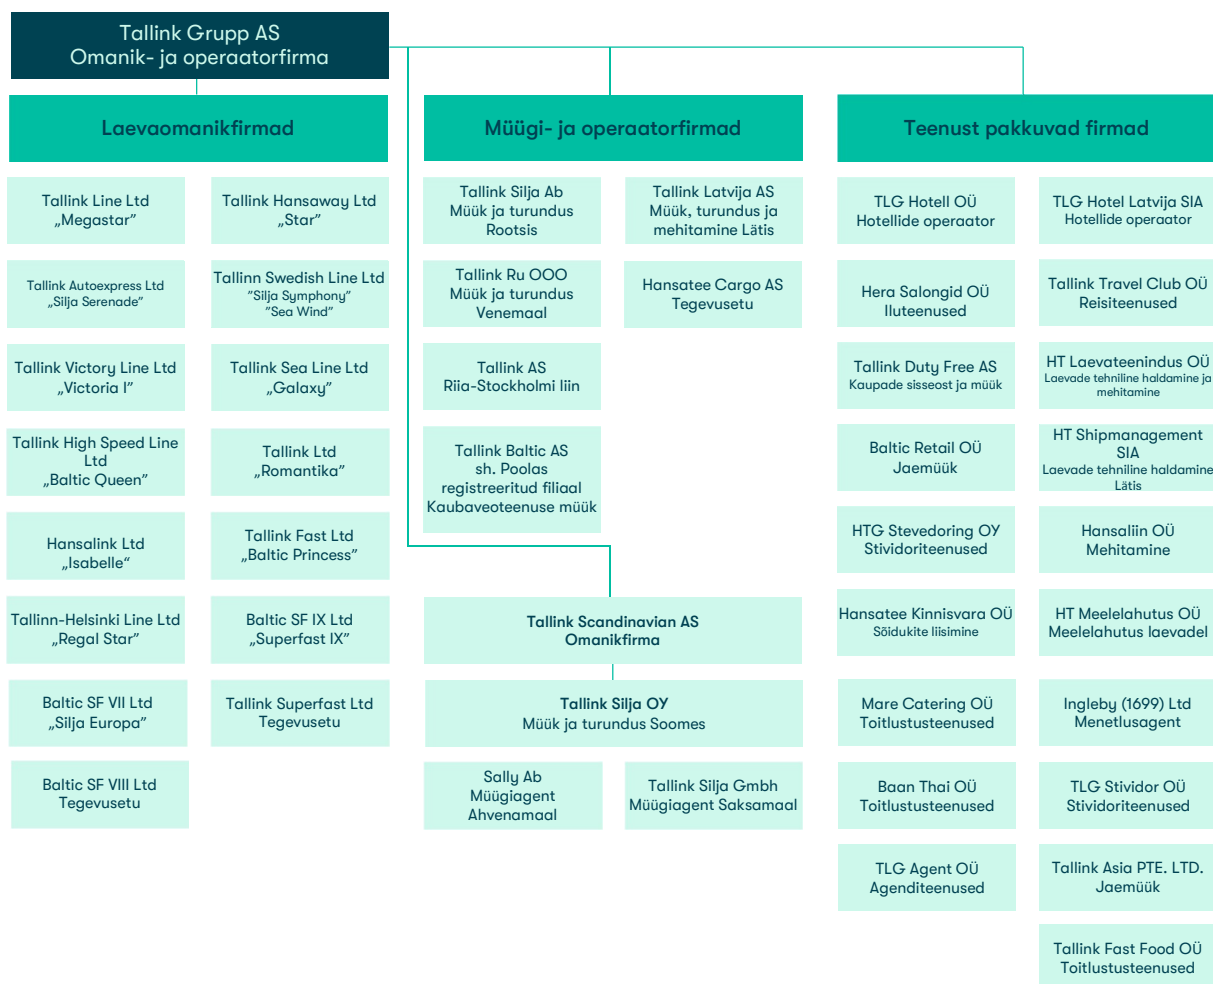 Tallink Grupp AS
Omanik- ja operaatorfirma
Laevaomanikfirmad
Tallink Line Ltd
„Megastar”
Tallink Hansaway Ltd
„Star”
Tallink Autoexpress Ltd
„Silja Serenade”
Tallinn Swedish Line Ltd
”Silja Symphony”
”Sea Wind”
Tallink Victory Line Ltd
„Victoria I”
Tallink Sea Line Ltd
„Galaxy”
Tallink High Speed Line
Ltd
„Baltic Queen”
Tallink Ltd
„Romantika”
Hansalink Ltd
„Isabelle“
Tallink Fast Ltd
„Baltic Princess”
Tallinn-Helsinki Line Ltd
„Regal Star”
Baltic SF IX Ltd
„Superfast IX”
Baltic SF VII Ltd
„Silja Europa”
Tallink Superfast Ltd
Tegevusetu
Baltic SF VIII Ltd
Tegevusetu
Müügi- ja operaatorfirmad
Tallink Silja Ab
Müük ja turundus
Rootsis
Tallink Latvija AS
Müük, turundus ja
mehitamine Lätis
Tallink Ru OOO
Müük ja turundus
Venemaal
Hansatee Cargo AS
Tegevusetu
Tallink AS
Riia-Stockholmi liin
Tallink Baltic AS
sh. Poolas
registreeritud filiaal
Kaubaveoteenuse müük
Tallink Scandinavian AS
Omanikfirma
Tallink Silja OY
Müük ja turundus Soomes
Sally Ab
Müügiagent
Ahvenamaal
Tallink Silja Gmbh
Müügiagent Saksamaal
Teenust pakkuvad firmad
TLG Hotell OÜ
Hotellide operaator
TLG Hotel Latvija SIA
Hotellide operaator
Hera Salongid OÜ
Iluteenused
Tallink Travel Club OÜ
Reisiteenused
Tallink Duty Free AS
Kaupade sisseost ja müük
HT Laevateenindus OÜ
Laevade tehniline haldamine ja
mehitamine
Baltic Retail OÜ
Jaemüük
HT Shipmanagement
SIA
Laevade tehniline haldamine
Lätis
HTG Stevedoring OY
Stividoriteenused
Hansaliin OÜ
Mehitamine
Hansatee Kinnisvara OÜ
Sõidukite liisimine
HT Meelelahutus OÜ
Meelelahutus laevadel
Mare Catering OÜ
Toitlustusteenused
Ingleby (1699) Ltd
Menetlusagent
Baan Thai OÜ
Toitlustusteenused
TLG Stividor OÜ
Stividoriteenused
TLG Agent OÜ
Agenditeenused
Tallink Asia PTE. LTD.
Jaemüük
Tallink Fast Food OÜ
Toitlustusteenused